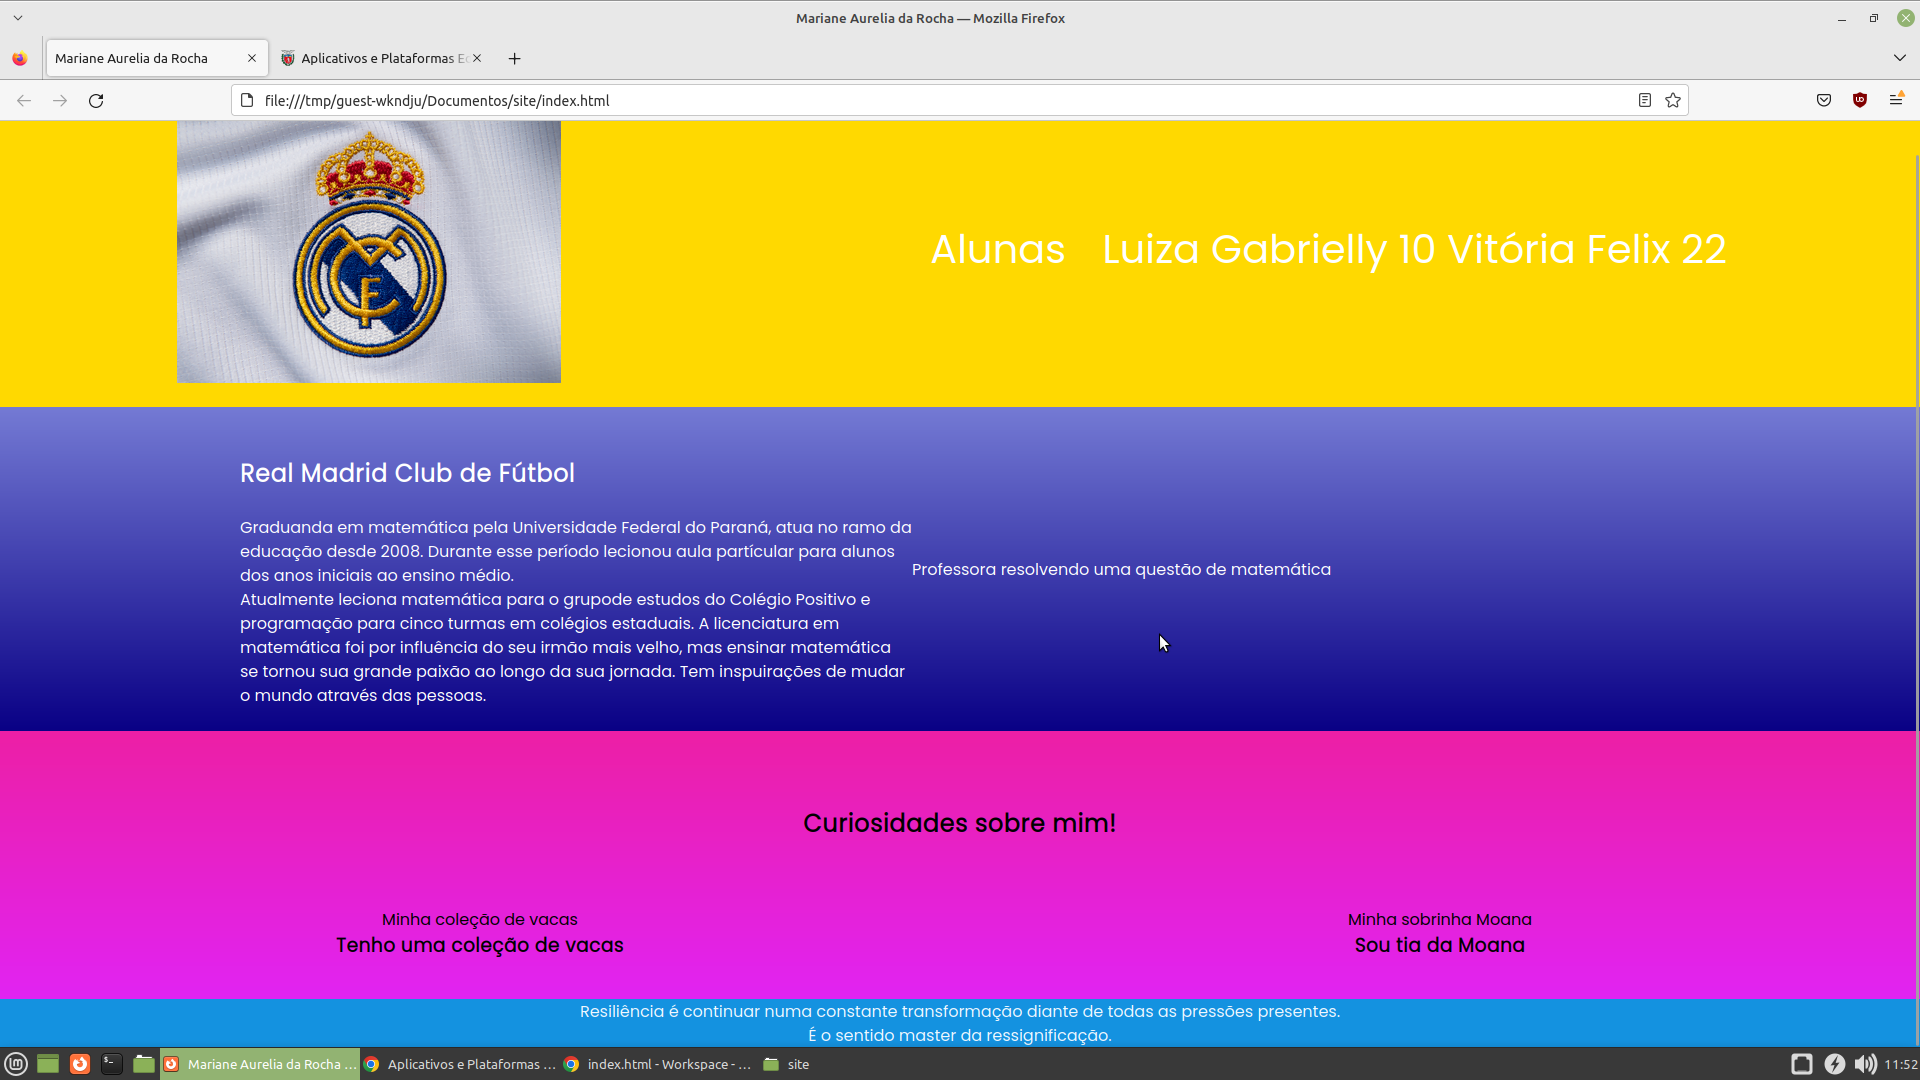 Mariane Aurelia da Rocha — Mozilla Firefox
Mariane Aurelia da Rocha
Aplicativos e Plataformas
file:///tmp/guest-wkndju/Documentos/site/index.html
Alunas Luiza Gabrielly 10 Vitória Felix 22
Real Madrid Club de Fútbol
Graduanda em matemática pela Universidade Federal do Paraná, atua no ramo da
educação desde 2008. Durante esse período lecionou aula partícular para alunos
dos anos iniciais ao ensino médio.
Atualmente leciona matemática para o grupode estudos do Colégio Positivo e
programação para cinco turmas em colégios estaduais. A licenciatura em
matemática foi por influência do seu irmão mais velho, mas ensinar matemática
se tornou sua grande paixão ao longo da sua jornada. Tem inspuirações de mudar
o mundo através das pessoas.
Professora resolvendo uma questão de matemática
Curiosidades sobre mim!
Minha coleção de vacas
Tenho uma coleção de vacas
Minha sobrinha Moana
Sou tia da Moana
Resiliência é continuar numa constante transformação diante de todas as pressões presentes.
É o sentido master da ressignificação.
Mariane Aurelia da Rocha ...
Aplicativos e Plataformas ...
index.html - Workspace - ...
site
11:52